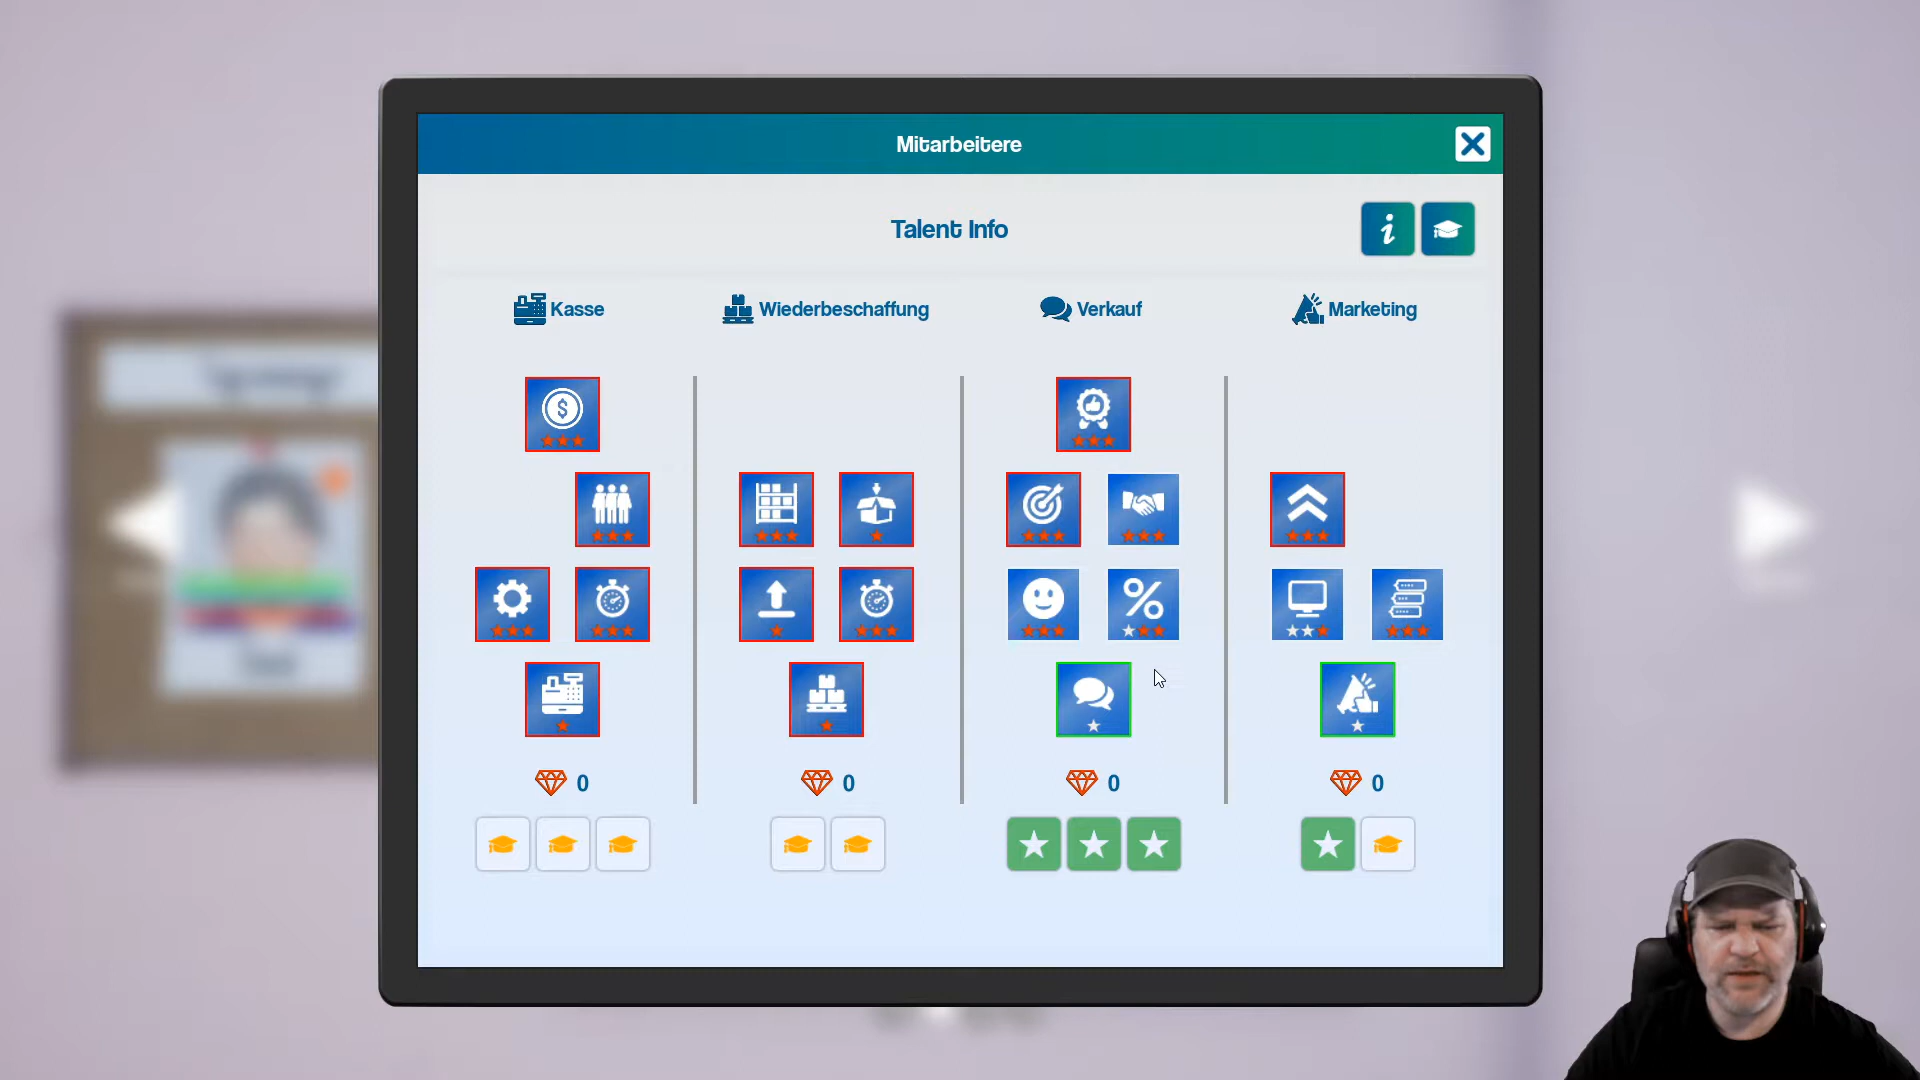 Mitarbeitere
Talent Info
Kasse
Wiederbeschaffung
Verkauf
Marketing
0
0
0
0